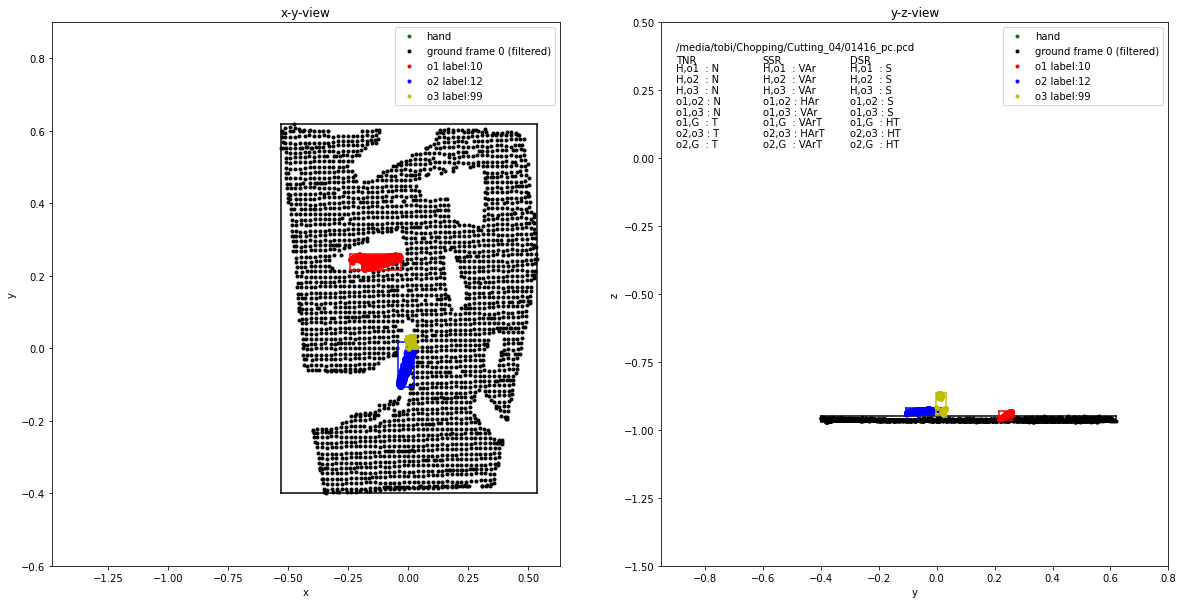 x-y-view
y-z-view
hand
ground frame 0 (filtered)
o1 label:10
o2 label:12
o3 label:99
0.8
0.6
0.4
0.2
0.0
−0.2
−0.4
−0.6
y
−1.25 −1.00 −0.75 −0.50 −0.25 0.00 0.25 0.50
x
/media/tobi/Chopping/Cutting_04/01416_pc.pcd
TNR SSR DSR
H,o1 : N H,o1 : VAr H,o1 : S
H,o2 : N H,o2 : VAr H,o2 : S
H,o3 : N H,o3 : VAr H,o3 : S
o1,o2 : N o1,o2 : HAr o1,o2 : S
o1,o3 : N o1,o3 : VAr o1,o3 : S
o1,G : T o1,G : VArT o1,G : HT
o2,o3 : T o2,o3 : HArT o2,o3 : HT
o2,G : T o2,G : VArT o2,G : HT
hand
ground frame 0 (filtered)
o1 label:10
o2 label:12
o3 label:99
0.50
0.25
0.00
−0.25
−0.50
−0.75
−1.00
−1.25
−1.50
z
−0.8 −0.6 −0.4 −0.2 0.0 0.2 0.4 0.6 0.8
y